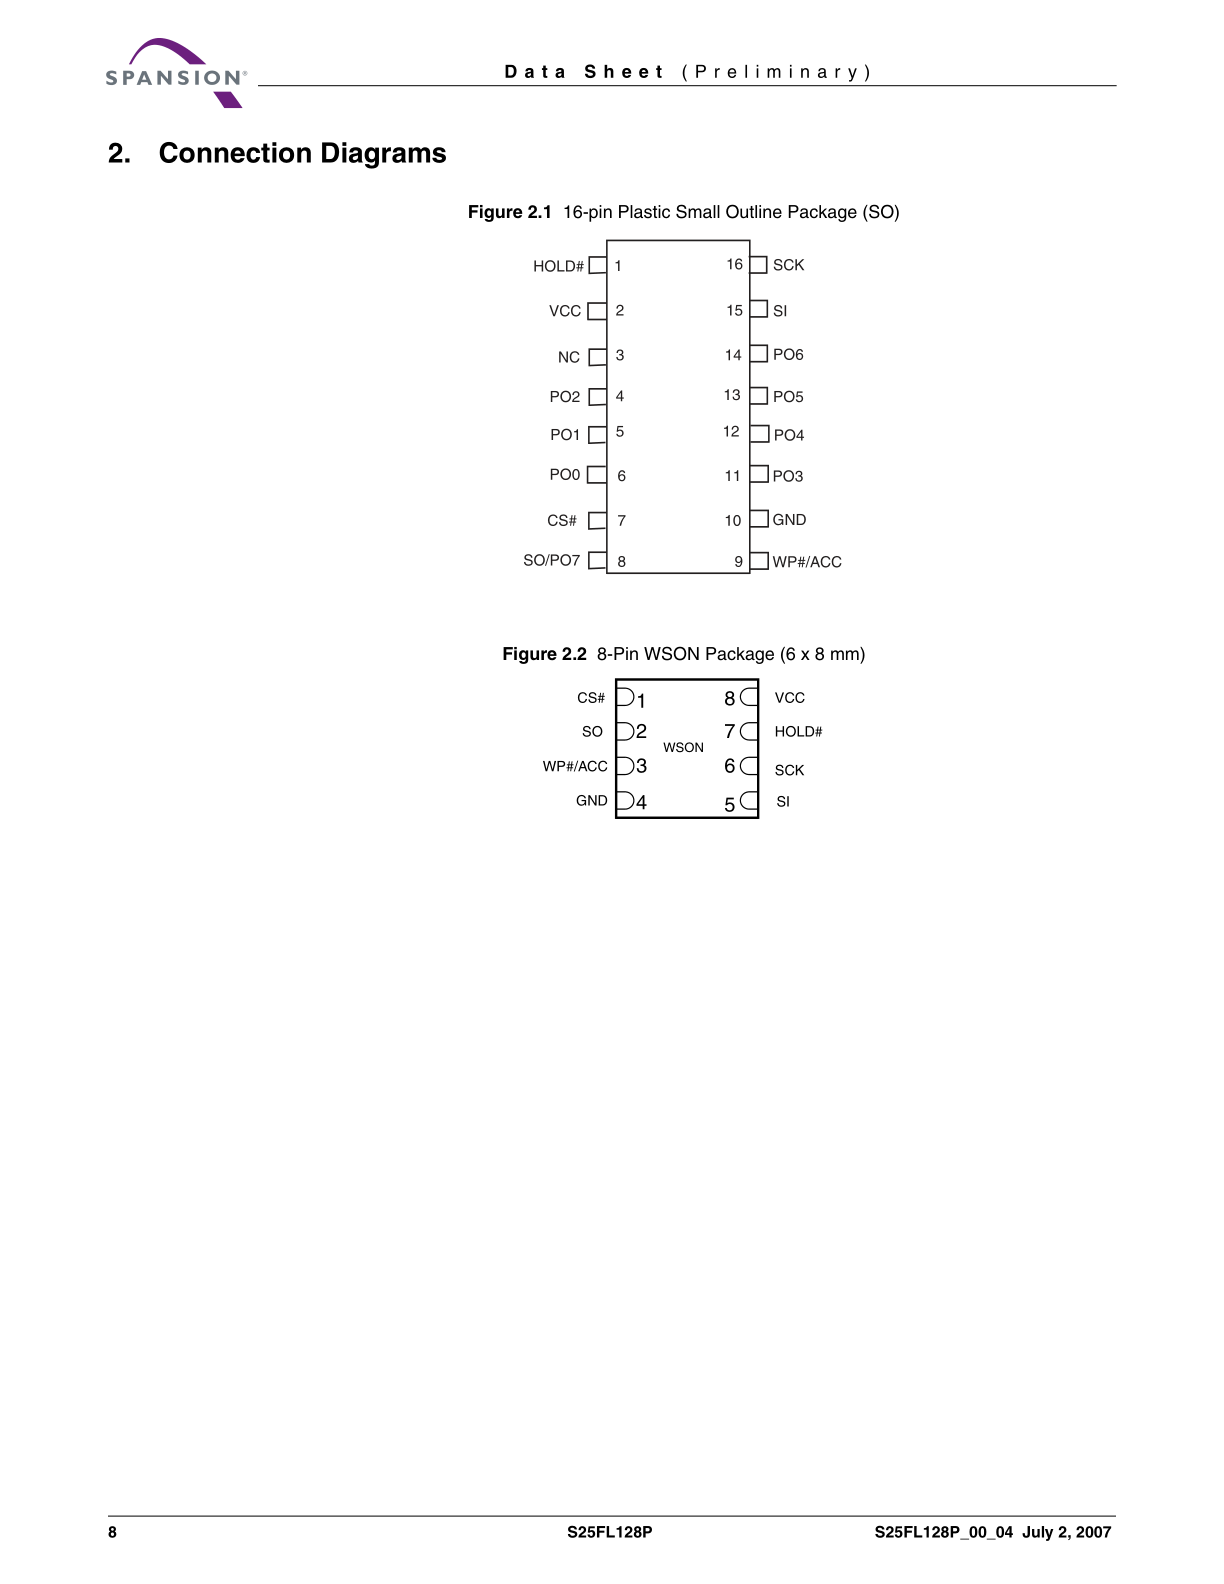 SPANSION®
Data Sheet (Preliminary)
2. Connection Diagrams
Figure 2.1 16-pin Plastic Small Outline Package (SO)
HOLD# 1 16 SCK
VCC 2 15 SI
NC 3 14 PO6
PO2 4 13 PO5
PO1 5 12 PO4
PO0 6 11 PO3
CS# 7 10 GND
SO/PO7 8 9 WP#/ACC
Figure 2.2 8-Pin WSON Package (6 x 8 mm)
CS# 1 8 VCC
SO 2 7 HOLD#
WSON
WP#/ACC 3 6 SCK
GND 4 5 SI
8 S25FL128P S25FL128P_00_04 July 2, 2007